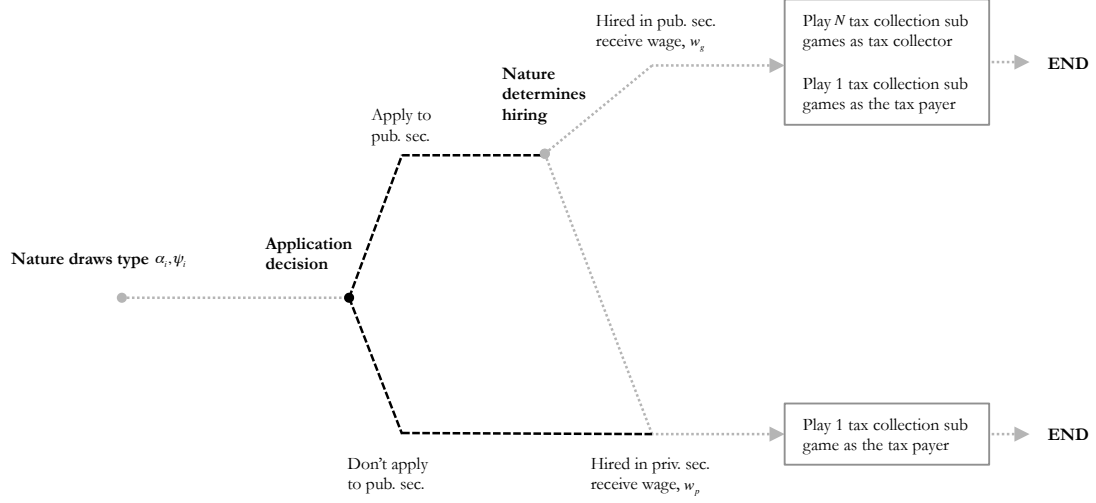 Hired in pub. sec.
receive wage, w_g
Play N tax collection sub
games as tax collector
Play 1 tax collection sub
games as the tax payer
END
Nature
determines
hiring
Apply to
pub. sec.
Application
decision
Nature draws type α_i, ψ_i
Don't apply
to pub. sec.
Hired in priv. sec.
receive wage, w_p
Play 1 tax collection sub
game as the tax payer
END